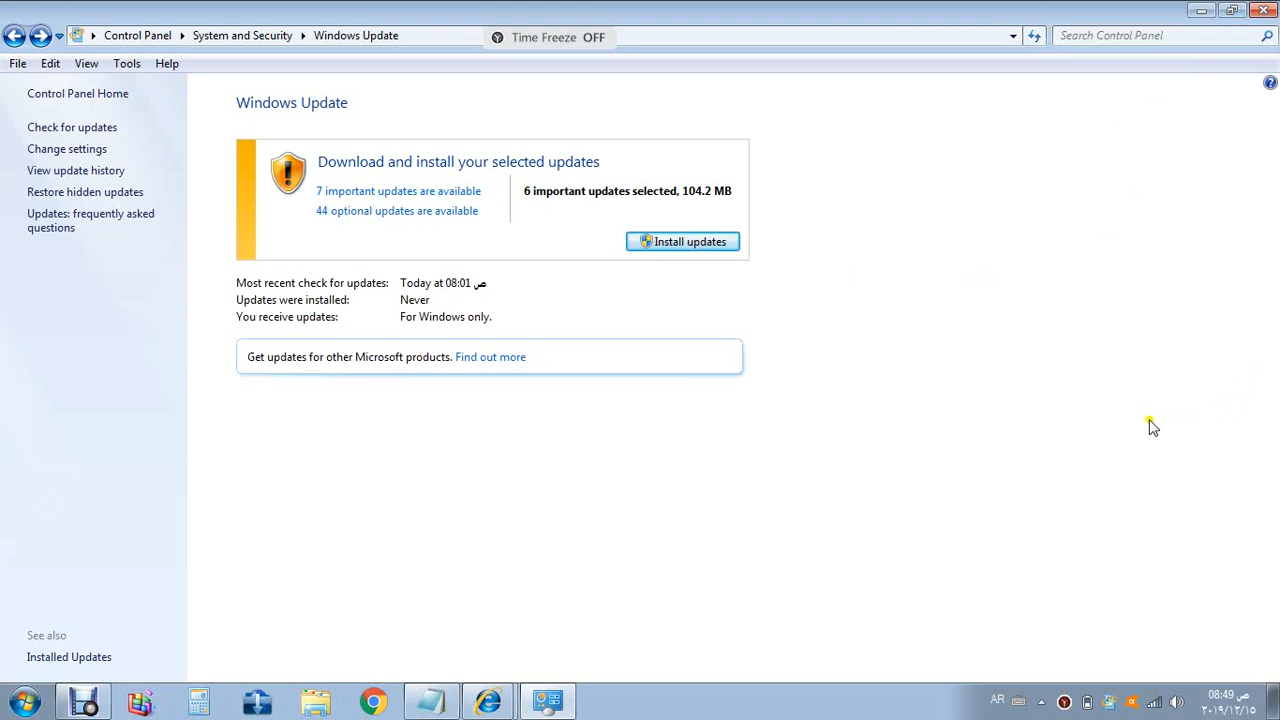 Control Panel
System and Security
Windows Update
Time Freeze OFF
Search Control Panel
File
Edit
View
Tools
Help
Control Panel Home
Check for updates
Change settings
View update history
Restore hidden updates
Updates: frequently asked
questions
See also
Installed Updates
Windows Update
Download and install your selected updates
7 important updates are available
44 optional updates are available
6 important updates selected, 104.2 MB
Install updates
Most recent check for updates: Today at 08:01 ص
Updates were installed: Never
You receive updates: For Windows only.
Get updates for other Microsoft products. Find out more
AR
08:49 ص
٢٠١٩/١٢/١٥